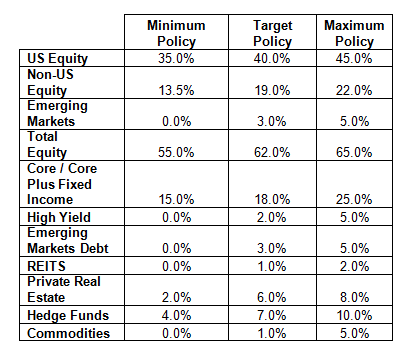 Minimum Policy Target Policy Maximum Policy
US Equity 35.0% 40.0% 45.0%
Non-US
Equity 13.5% 19.0% 22.0%
Emerging
Markets 0.0% 3.0% 5.0%
Total
Equity 55.0% 62.0% 65.0%
Core / Core
Plus Fixed
Income 15.0% 18.0% 25.0%
High Yield 0.0% 2.0% 5.0%
Emerging
Markets Debt 0.0% 3.0% 5.0%
REITS 0.0% 1.0% 2.0%
Private Real
Estate 2.0% 6.0% 8.0%
Hedge Funds 4.0% 7.0% 10.0%
Commodities 0.0% 1.0% 5.0%